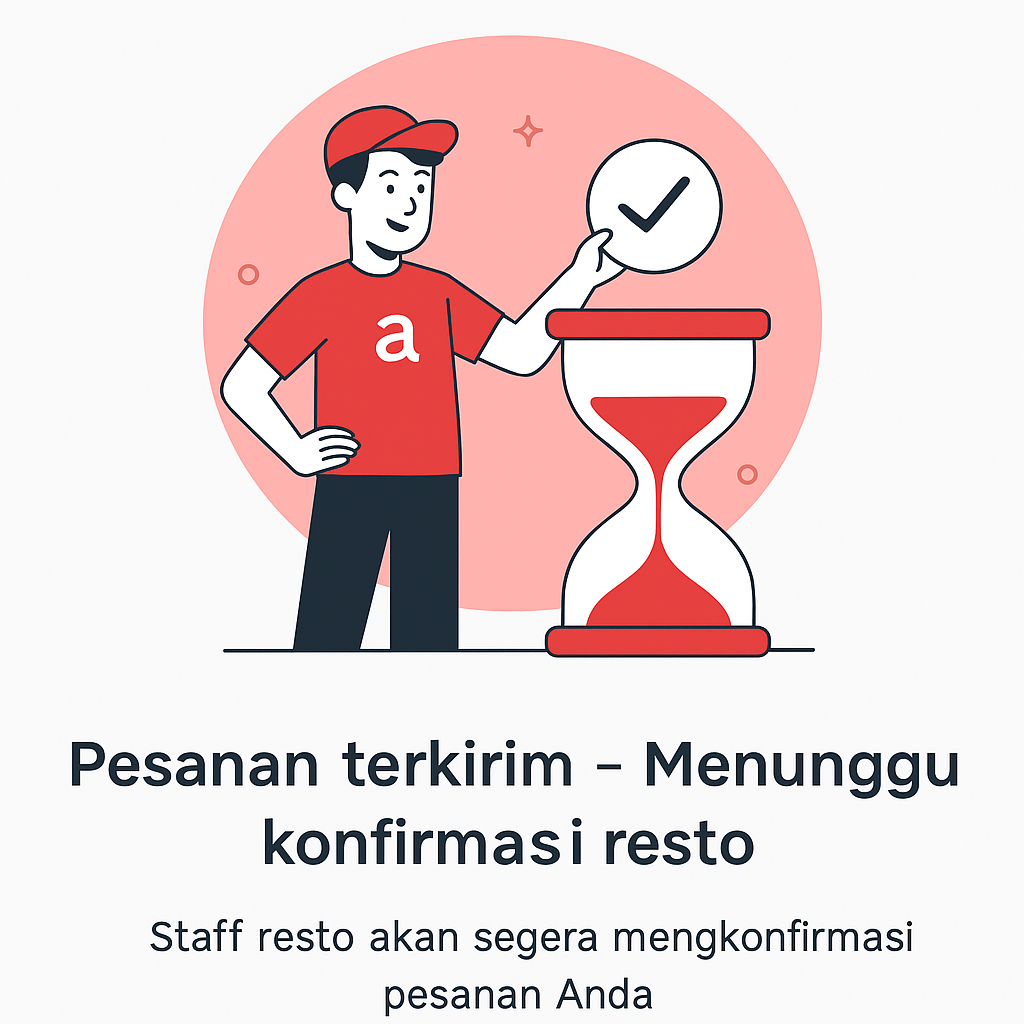 a
Pesanan terkirim – Menunggu
konfirmasi resto
Staff resto akan segera mengkonfirmasi
pesanan Anda